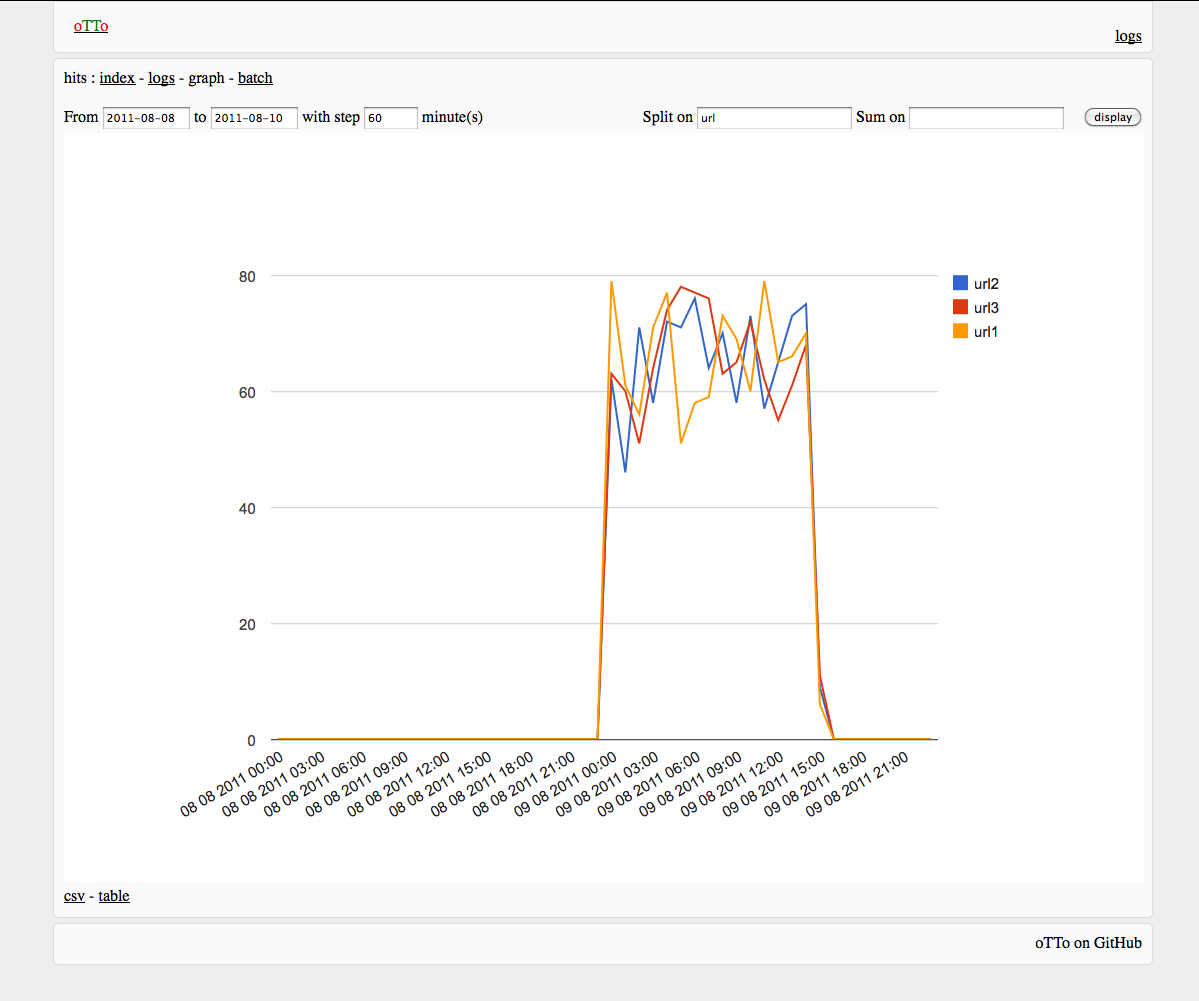 oTTo
logs
hits : index - logs - graph - batch
From 2011-08-08 to 2011-08-10 with step 60 minute(s) Split on url Sum on display
80
60
40
20
0
url2
url3
url1
08 08 2011 00:00
08 08 2011 03:00
08 08 2011 06:00
08 08 2011 09:00
08 08 2011 12:00
08 08 2011 15:00
08 08 2011 18:00
08 08 2011 21:00
09 08 2011 00:00
09 08 2011 03:00
09 08 2011 06:00
09 08 2011 09:00
09 08 2011 12:00
09 08 2011 15:00
09 08 2011 18:00
09 08 2011 21:00
csv - table
oTTo on GitHub